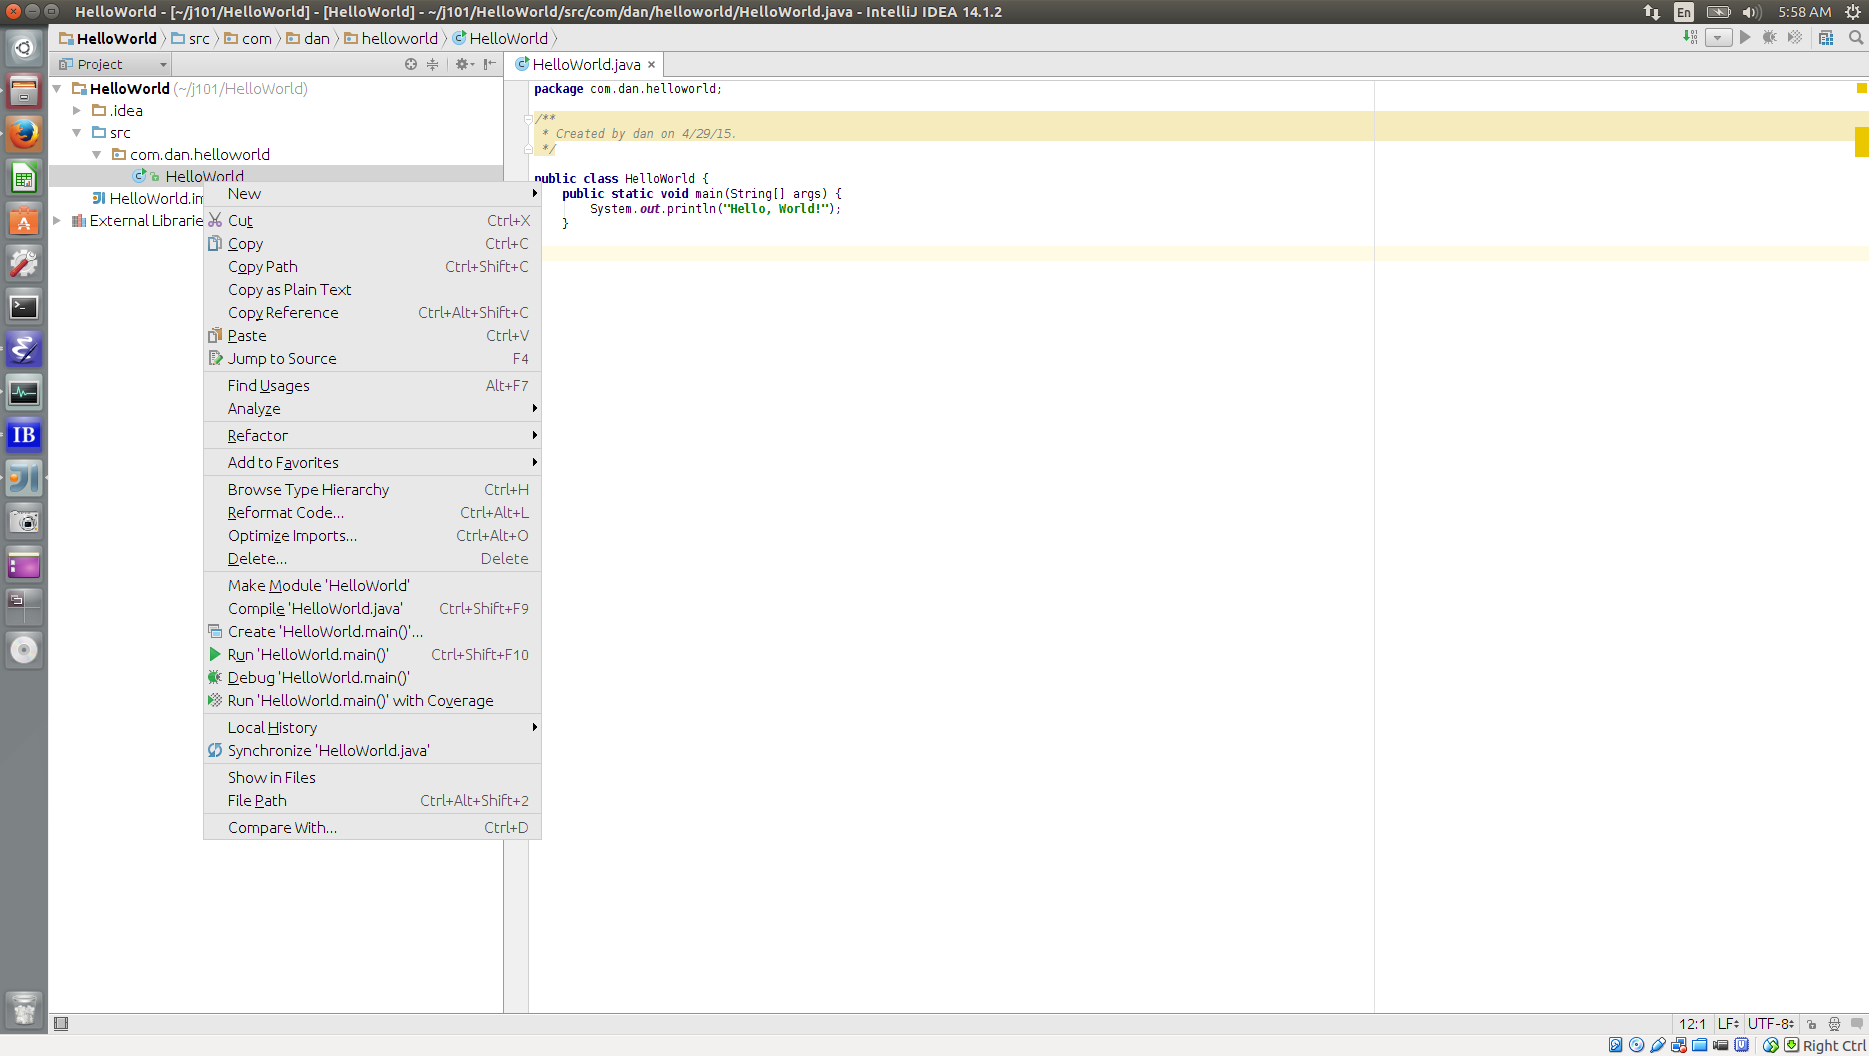 HelloWorld - [~/j101/HelloWorld] - [HelloWorld] - ~/j101/HelloWorld/src/com/dan/helloworld/HelloWorld.java - IntelliJ IDEA 14.1.2
En
5:58 AM
HelloWorld src com dan helloworld HelloWorld
Project
HelloWorld.java
HelloWorld (~/j101/HelloWorld)
.idea
src
com.dan.helloworld
HelloWorld
HelloWorld.im
External Librarie
package com.dan.helloworld;
/**
* Created by dan on 4/29/15.
*/
public class HelloWorld {
public static void main(String[] args) {
System.out.println("Hello, World!");
}
New
Cut Ctrl+X
Copy Ctrl+C
Copy Path Ctrl+Shift+C
Copy as Plain Text
Copy Reference Ctrl+Alt+Shift+C
Paste Ctrl+V
Jump to Source F4
Find Usages Alt+F7
Analyze
Refactor
Add to Favorites
Browse Type Hierarchy Ctrl+H
Reformat Code... Ctrl+Alt+L
Optimize Imports... Ctrl+Alt+O
Delete... Delete
Make Module 'HelloWorld'
Compile 'HelloWorld.java' Ctrl+Shift+F9
Create 'HelloWorld.main()'...
Run 'HelloWorld.main()' Ctrl+Shift+F10
Debug 'HelloWorld.main()'
Run 'HelloWorld.main()' with Coverage
Local History
Synchronize 'HelloWorld.java'
Show in Files
File Path Ctrl+Alt+Shift+2
Compare With... Ctrl+D
IB
12:1 LF UTF-8
Right Ctrl